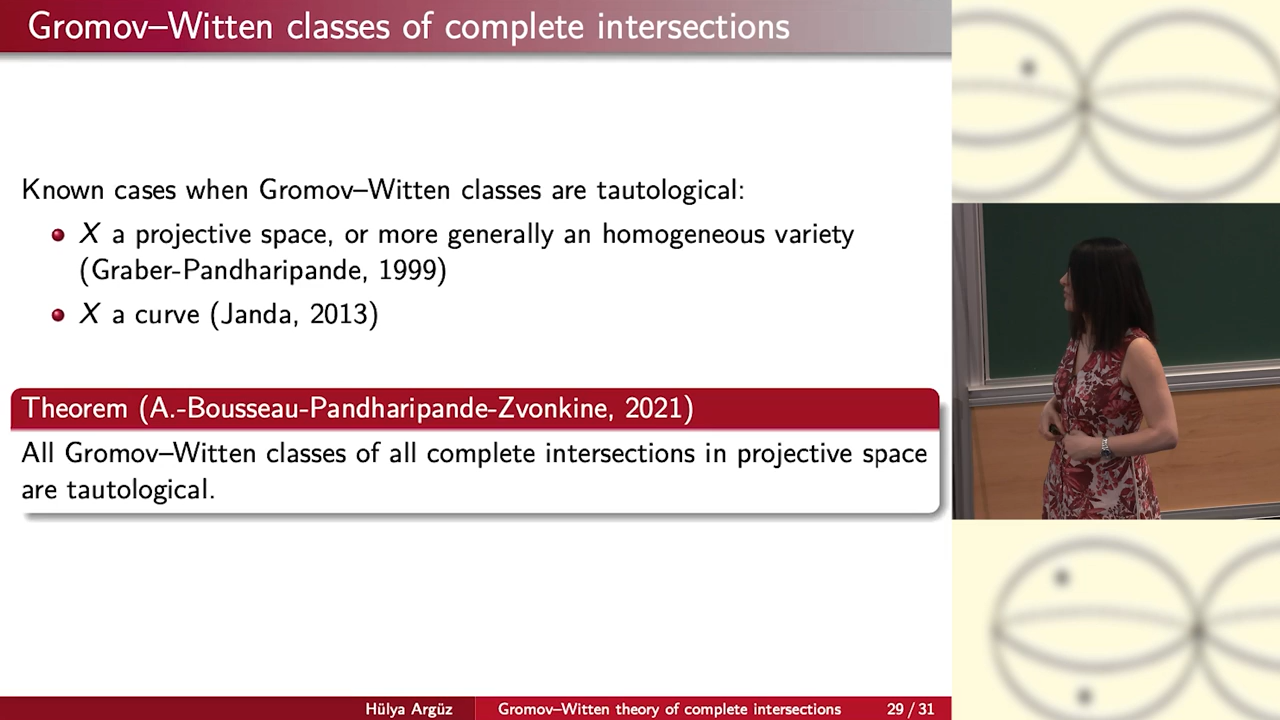 Gromov–Witten classes of complete intersections
Known cases when Gromov–Witten classes are tautological:
X a projective space, or more generally an homogeneous variety
(Graber-Pandharipande, 1999)
X a curve (Janda, 2013)
Theorem (A.-Bousseau-Pandharipande-Zvonkine, 2021)
All Gromov–Witten classes of all complete intersections in projective space
are tautological.
Hülya Argüz
Gromov–Witten theory of complete intersections
29 / 31